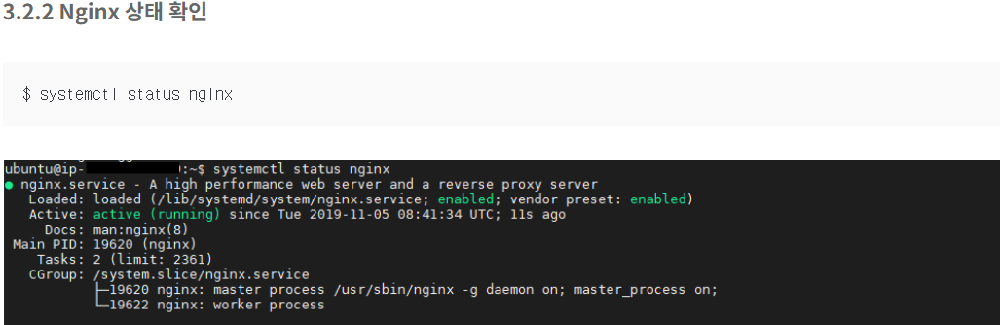 3.2.2 Nginx 상태 확인
$ systemctl status nginx
ubuntu@ip- :~$ systemctl status nginx
● nginx.service - A high performance web server and a reverse proxy server
Loaded: loaded (/lib/systemd/system/nginx.service; enabled; vendor preset: enabled)
Active: active (running) since Tue 2019-11-05 08:41:34 UTC; 11s ago
Docs: man:nginx(8)
Main PID: 19620 (nginx)
Tasks: 2 (limit: 2361)
CGroup: /system.slice/nginx.service
├─19620 nginx: master process /usr/sbin/nginx -g daemon on; master_process on;
└─19622 nginx: worker process